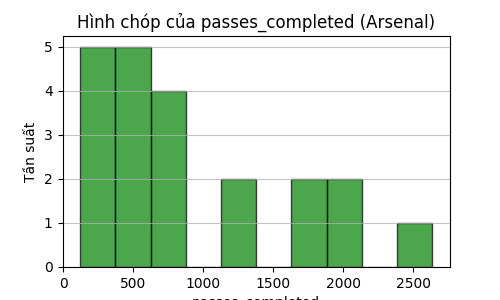 Hình chóp của passes_completed (Arsenal)
Tần suất
5
4
3
2
1
0
0 500 1000 1500 2000 2500
passes_completed